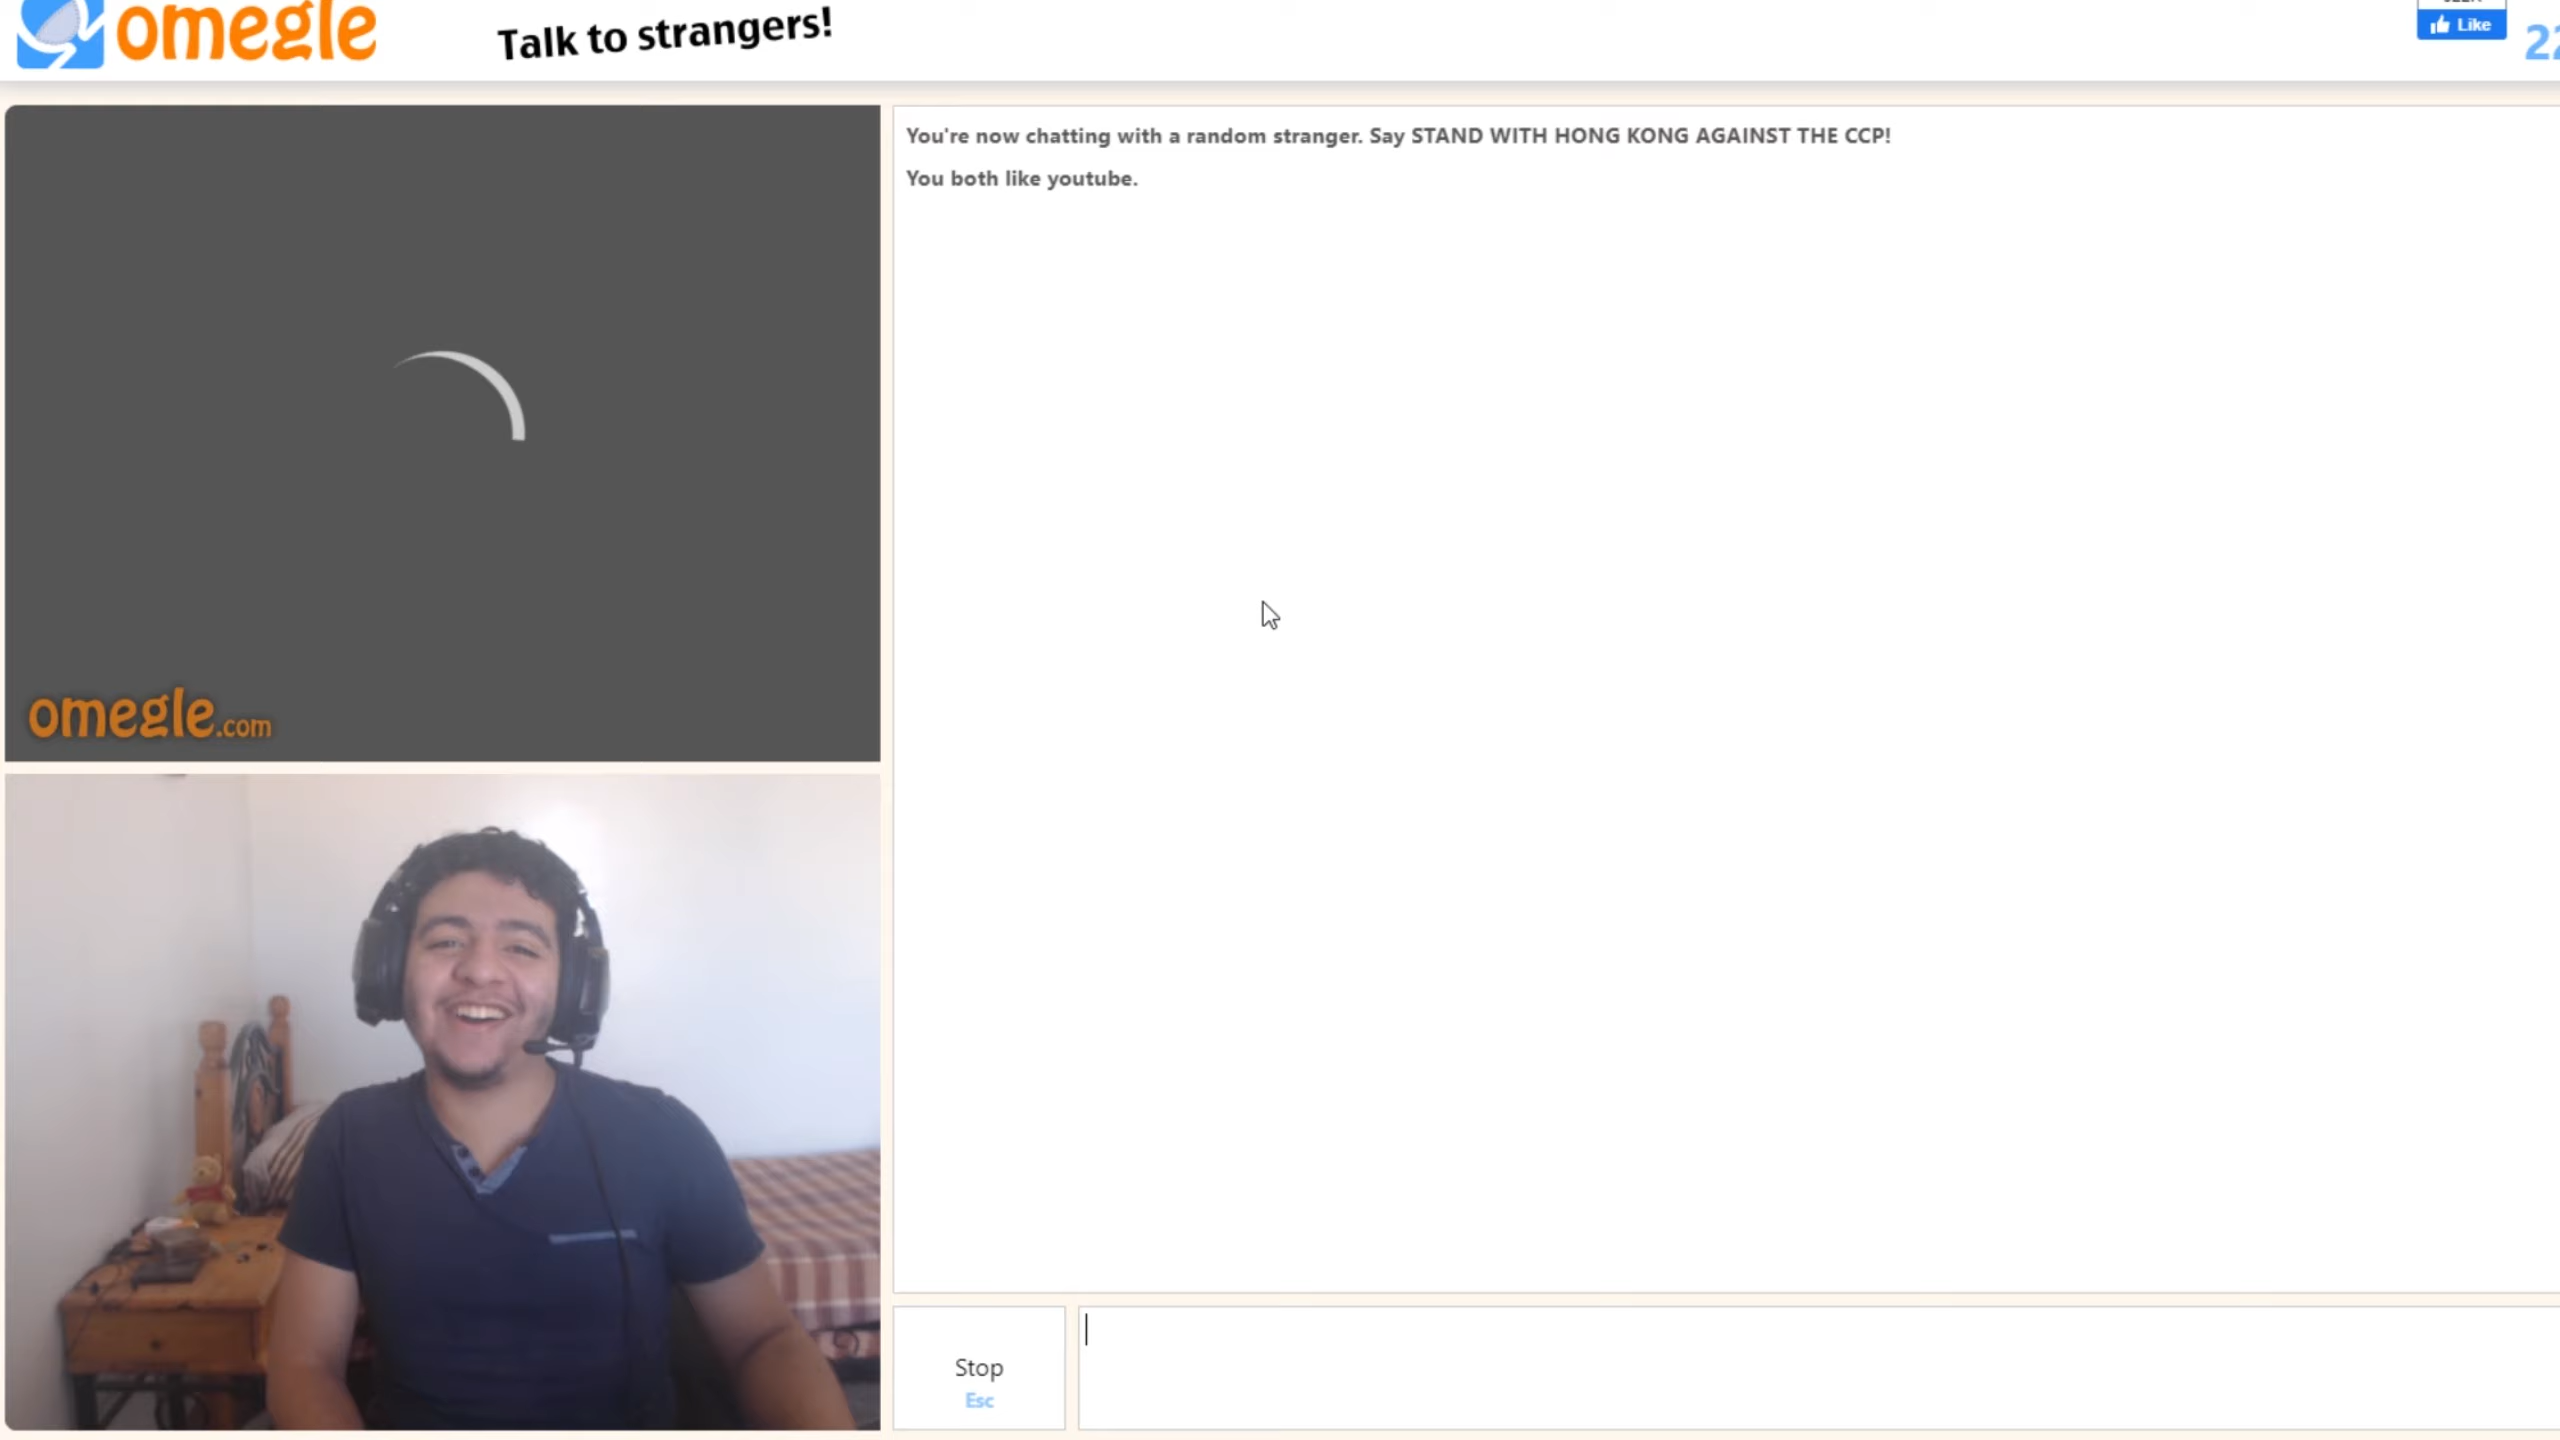 omegle
Talk to strangers!
Like
You're now chatting with a random stranger. Say STAND WITH HONG KONG AGAINST THE CCP!
You both like youtube.
omegle.com
Stop
Esc